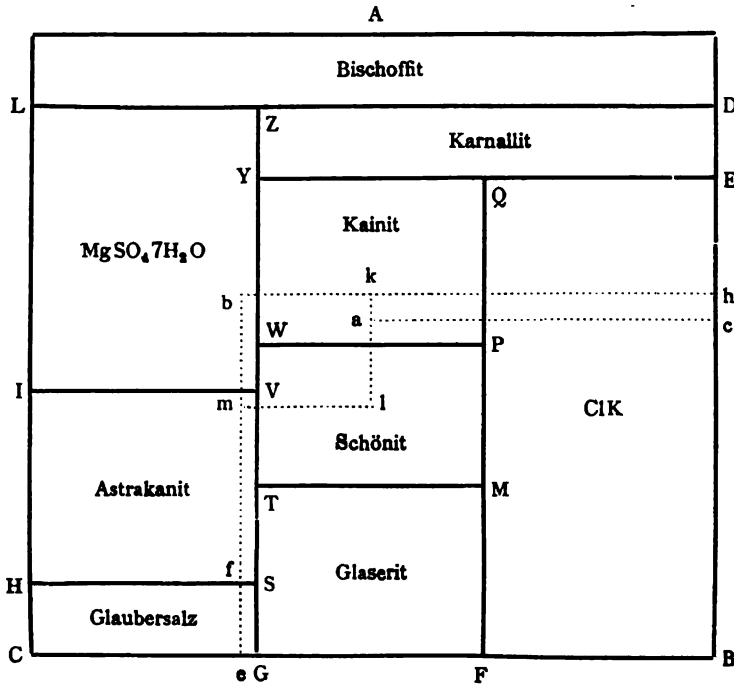 A
Bischoffit
L D
Z
Karnallit
Y E
Q
Kainit
MgSO₄7H₂O
k
b h
a c
W P
I V
m l
ClK
Schönit
Astrakanit
T M
f
Glaserit
H S
Glaubersalz
C B
e G F